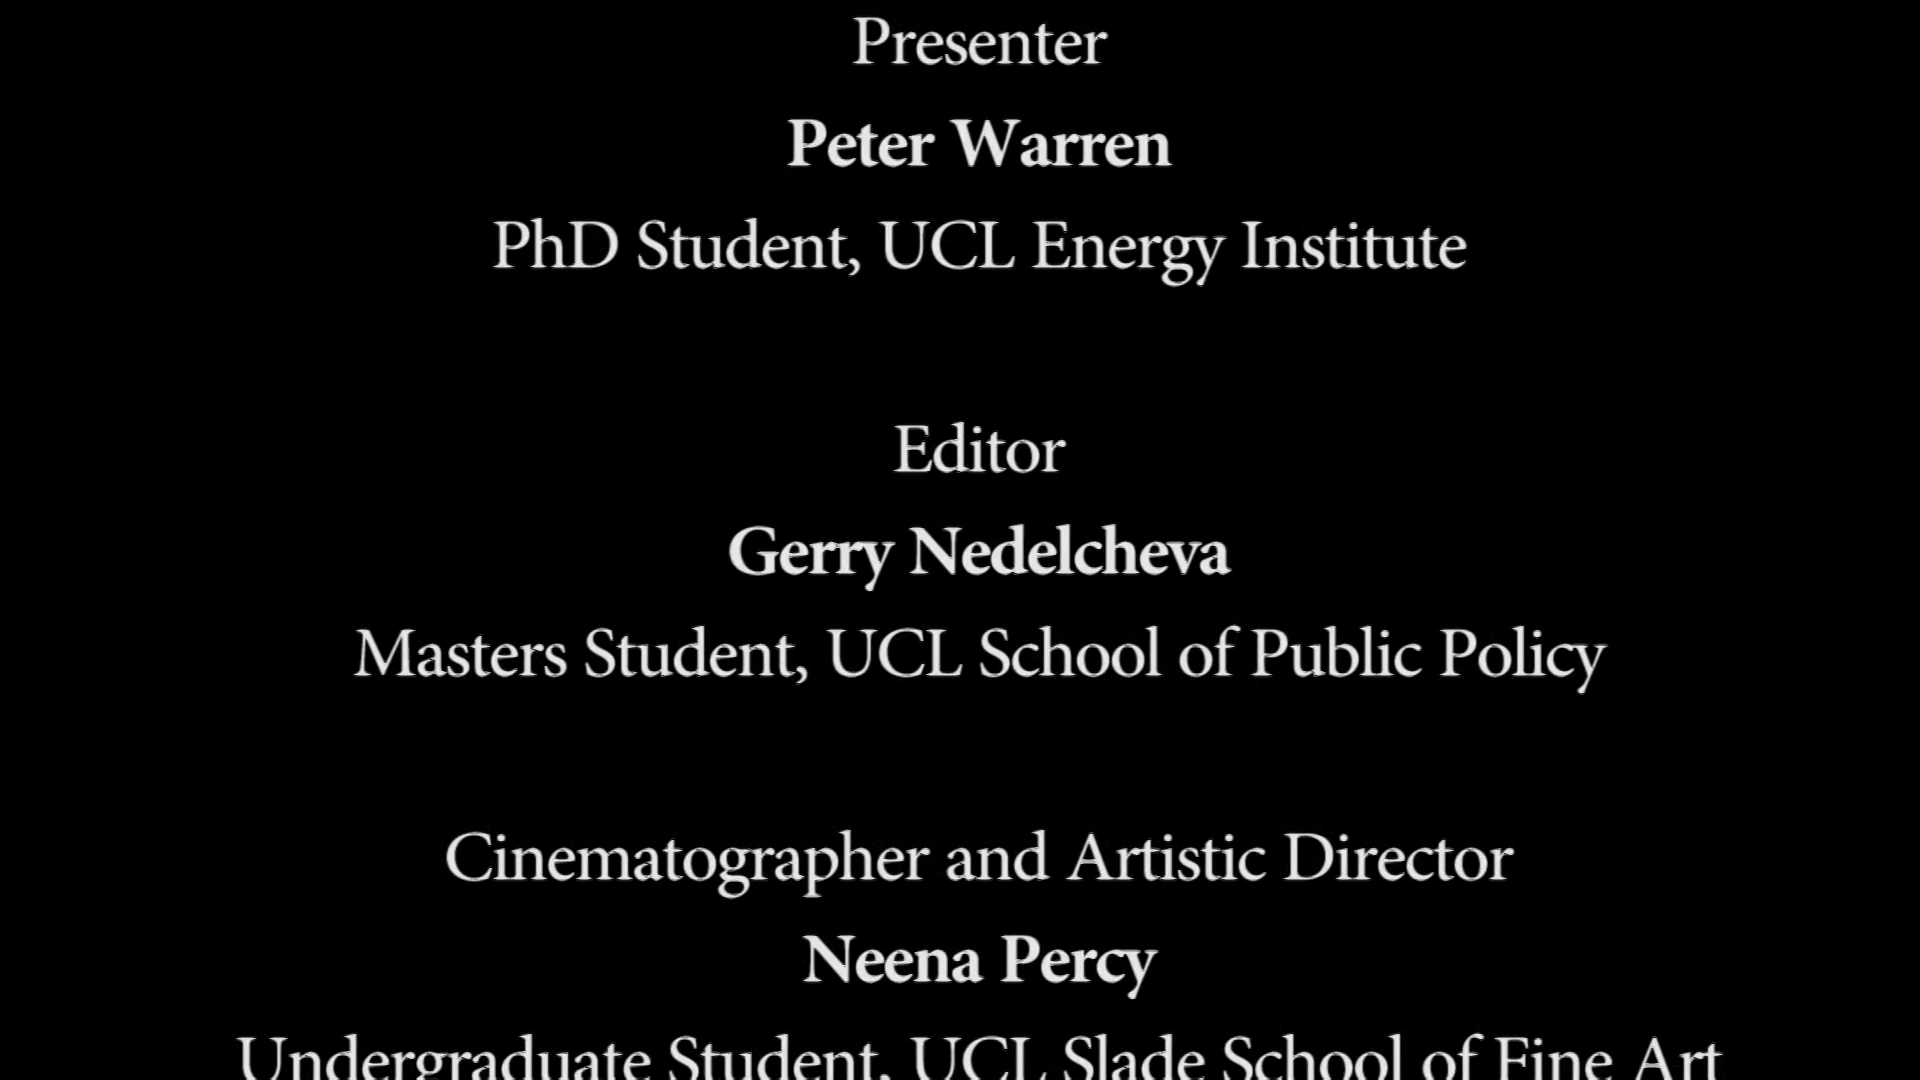 Presenter
Peter Warren
PhD Student, UCL Energy Institute
Editor
Gerry Nedelcheva
Masters Student, UCL School of Public Policy
Cinematographer and Artistic Director
Neena Percy
Undergraduate Student, UCL Slade School of Fine Art